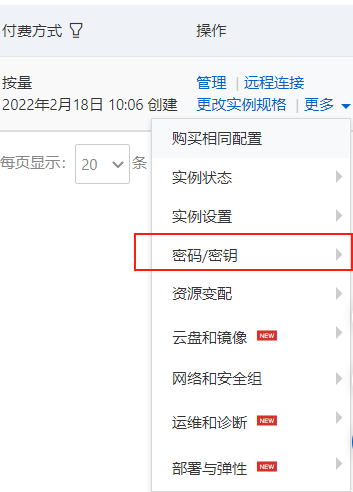 付费方式 操作
按量 管理 | 远程连接
2022年2月18日 10:06 创建 更改实例规格 | 更多
购买相同配置
每页显示： 20 条
实例状态
实例设置
密码/密钥
资源变配
云盘和镜像 NEW
网络和安全组
运维和诊断 NEW
部署与弹性 NEW